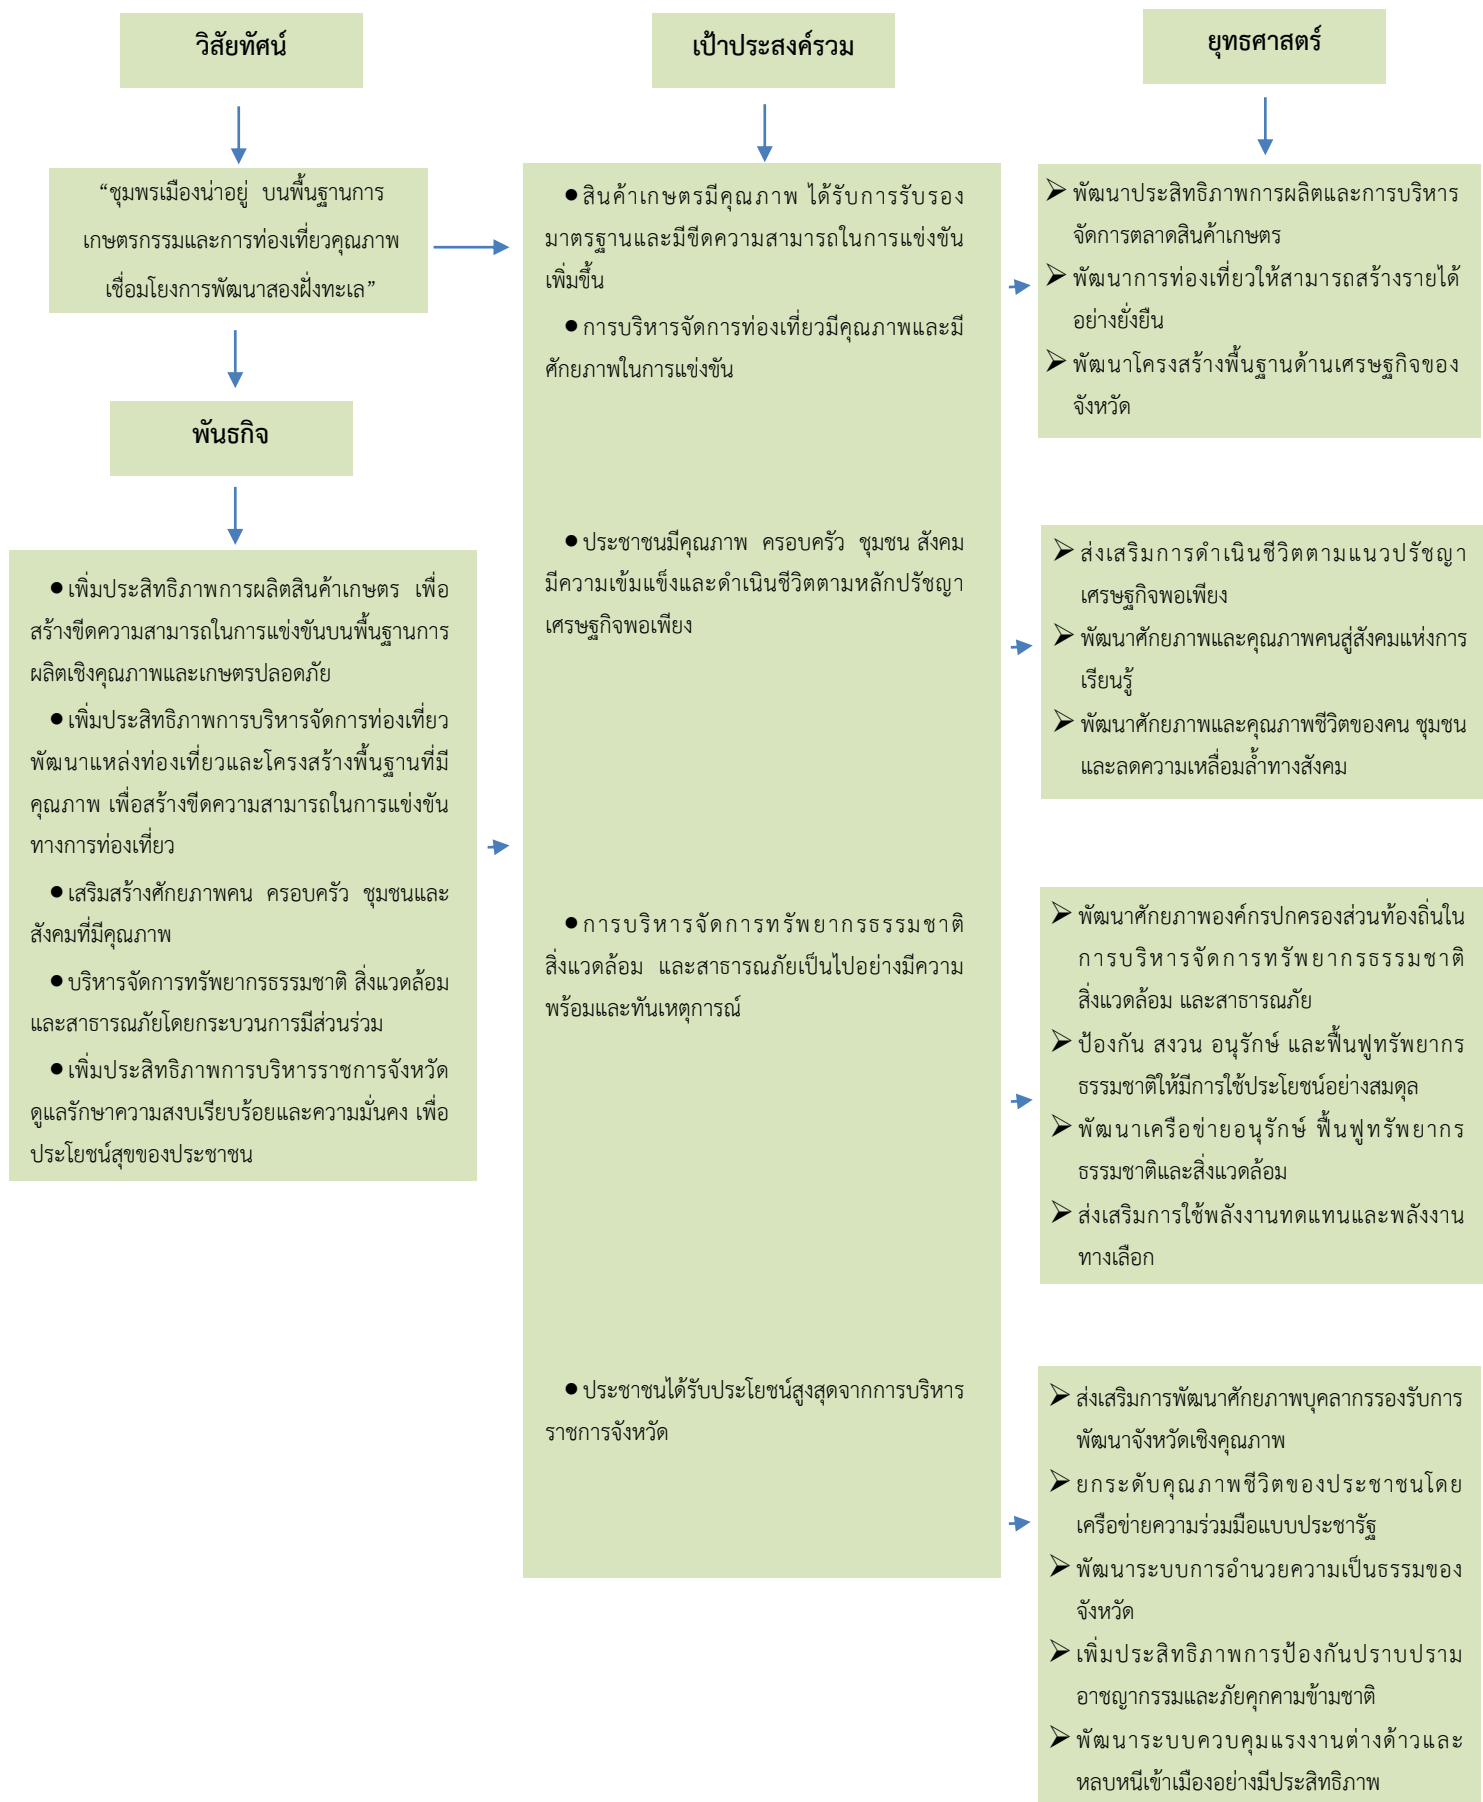 วิสัยทัศน์
“ชุมพรเมืองน่าอยู่ บนพื้นฐานการ
เกษตรกรรมและการท่องเที่ยวคุณภาพ
เชื่อมโยงการพัฒนาสองฝั่งทะเล”
พันธกิจ
●เพิ่มประสิทธิภาพการผลิตสินค้าเกษตร เพื่อ
สร้างขีดความสามารถในการแข่งขันบนพื้นฐานการ
ผลิตเชิงคุณภาพและเกษตรปลอดภัย
●เพิ่มประสิทธิภาพการบริหารจัดการท่องเที่ยว
พัฒนาแหล่งท่องเที่ยวและโครงสร้างพื้นฐานที่มี
คุณภาพ เพื่อสร้างขีดความสามารถในการแข่งขัน
ทางการท่องเที่ยว
●เสริมสร้างศักยภาพคน ครอบครัว ชุมชนและ
สังคมที่มีคุณภาพ
●บริหารจัดการทรัพยากรธรรมชาติ สิ่งแวดล้อม
และสาธารณภัยโดยกระบวนการมีส่วนร่วม
●เพิ่มประสิทธิภาพการบริหารราชการจังหวัด
ดูแลรักษาความสงบเรียบร้อยและความมั่นคง เพื่อ
ประโยชน์สุขของประชาชน
เป้าประสงค์รวม
●สินค้าเกษตรมีคุณภาพ ได้รับการรับรอง
มาตรฐานและมีขีดความสามารถในการแข่งขัน
เพิ่มขึ้น
●การบริหารจัดการท่องเที่ยวมีคุณภาพและมี
ศักยภาพในการแข่งขัน
●ประชาชนมีคุณภาพ ครอบครัว ชุมชน สังคม
มีความเข้มแข็งและดำเนินชีวิตตามหลักปรัชญา
เศรษฐกิจพอเพียง
●การบริหารจัดการทรัพยากรธรรมชาติ
สิ่งแวดล้อม และสาธารณภัยเป็นไปอย่างมีความ
พร้อมและทันเหตุการณ์
●ประชาชนได้รับประโยชน์สูงสุดจากการบริหาร
ราชการจังหวัด
ยุทธศาสตร์
➢ พัฒนาประสิทธิภาพการผลิตและการบริหาร
จัดการตลาดสินค้าเกษตร
➢ พัฒนาการท่องเที่ยวให้สามารถสร้างรายได้
อย่างยั่งยืน
➢ พัฒนาโครงสร้างพื้นฐานด้านเศรษฐกิจของ
จังหวัด
➢ ส่งเสริมการดำเนินชีวิตตามแนวปรัชญา
เศรษฐกิจพอเพียง
➢ พัฒนาศักยภาพและคุณภาพคนสู่สังคมแห่งการ
เรียนรู้
➢ พัฒนาศักยภาพและคุณภาพชีวิตของคน ชุมชน
และลดความเหลื่อมล้ำทางสังคม
➢ พัฒนาศักยภาพองค์กรปกครองส่วนท้องถิ่นใน
การบริหารจัดการทรัพยากรธรรมชาติ
สิ่งแวดล้อม และสาธารณภัย
➢ ป้องกัน สงวน อนุรักษ์ และฟื้นฟูทรัพยากร
ธรรมชาติให้มีการใช้ประโยชน์อย่างสมดุล
➢ พัฒนาเครือข่ายอนุรักษ์ ฟื้นฟูทรัพยากร
ธรรมชาติและสิ่งแวดล้อม
➢ ส่งเสริมการใช้พลังงานทดแทนและพลังงาน
ทางเลือก
➢ ส่งเสริมการพัฒนาศักยภาพบุคลากรรองรับการ
พัฒนาจังหวัดเชิงคุณภาพ
➢ ยกระดับคุณภาพชีวิตของประชาชนโดย
เครือข่ายความร่วมมือแบบประชารัฐ
➢ พัฒนาระบบการอำนวยความเป็นธรรมของ
จังหวัด
➢ เพิ่มประสิทธิภาพการป้องกันปราบปราม
อาชญากรรมและภัยคุกคามข้ามชาติ
➢ พัฒนาระบบควบคุมแรงงานต่างด้าวและ
หลบหนีเข้าเมืองอย่างมีประสิทธิภาพ